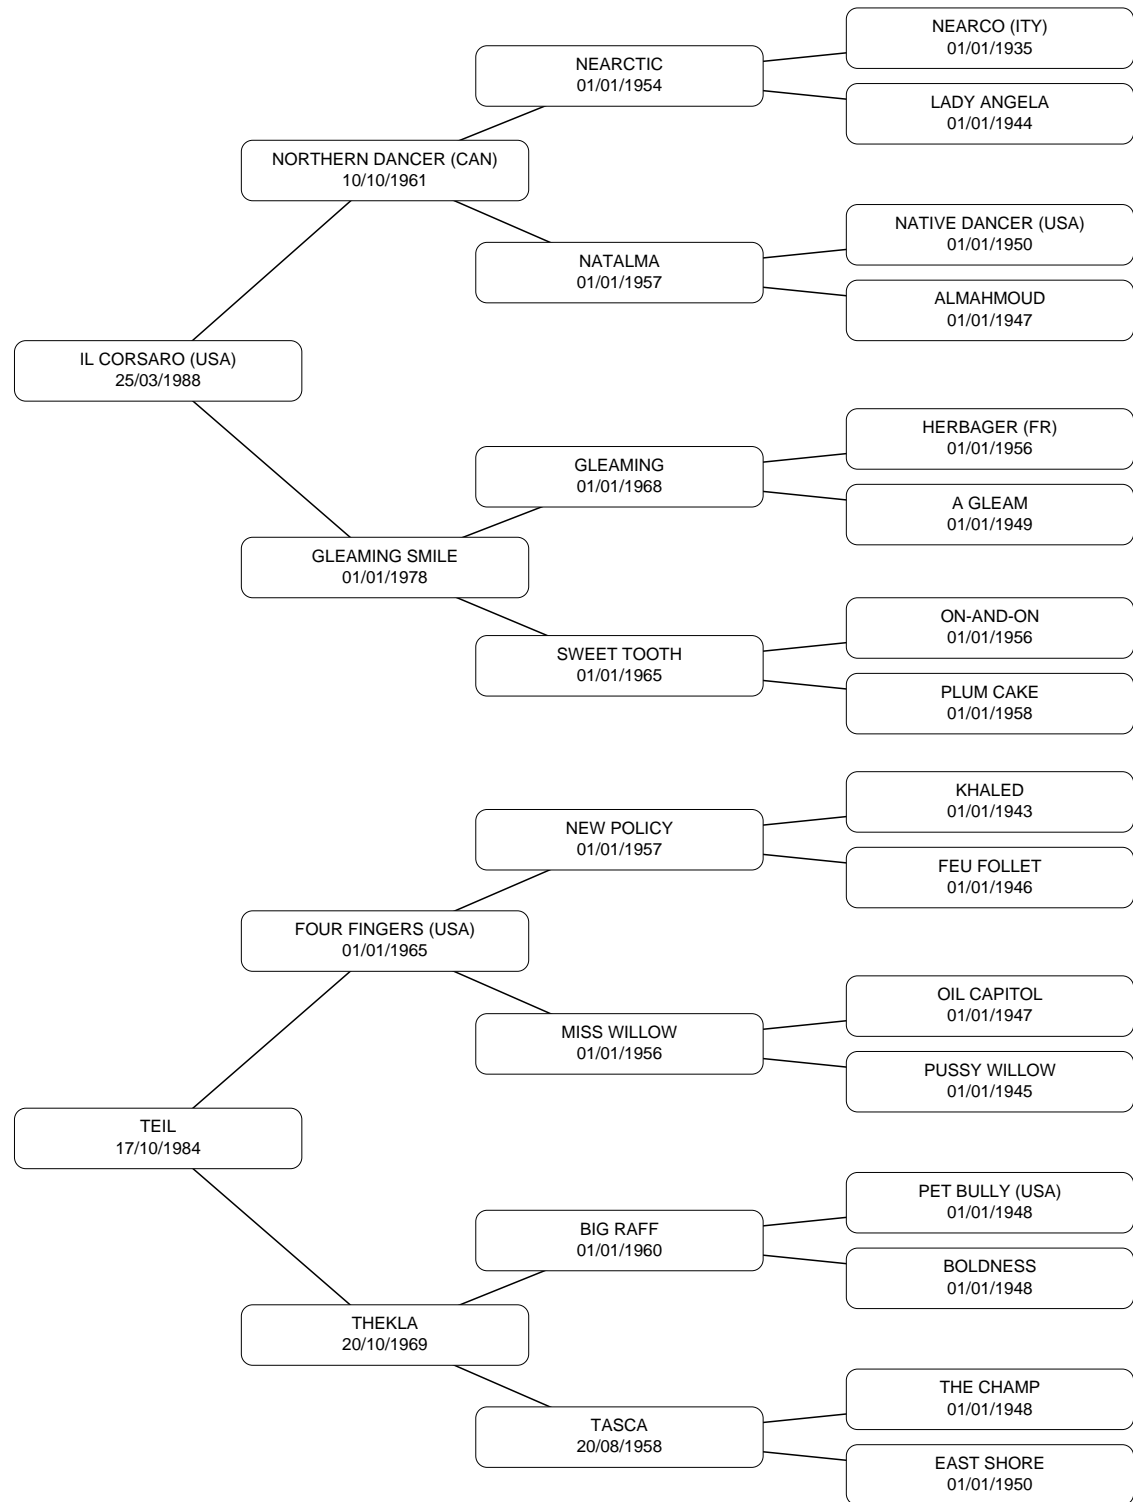 NEARCO (ITY)
01/01/1935
NEARCTIC
01/01/1954
LADY ANGELA
01/01/1944
NORTHERN DANCER (CAN)
10/10/1961
NATIVE DANCER (USA)
01/01/1950
NATALMA
01/01/1957
ALMAHMOUD
01/01/1947
IL CORSARO (USA)
25/03/1988
HERBAGER (FR)
01/01/1956
GLEAMING
01/01/1968
A GLEAM
01/01/1949
GLEAMING SMILE
01/01/1978
ON-AND-ON
01/01/1956
SWEET TOOTH
01/01/1965
PLUM CAKE
01/01/1958
KHALED
01/01/1943
NEW POLICY
01/01/1957
FEU FOLLET
01/01/1946
FOUR FINGERS (USA)
01/01/1965
OIL CAPITOL
01/01/1947
MISS WILLOW
01/01/1956
PUSSY WILLOW
01/01/1945
TEIL
17/10/1984
PET BULLY (USA)
01/01/1948
BIG RAFF
01/01/1960
BOLDNESS
01/01/1948
THEKLA
20/10/1969
THE CHAMP
01/01/1948
TASCA
20/08/1958
EAST SHORE
01/01/1950